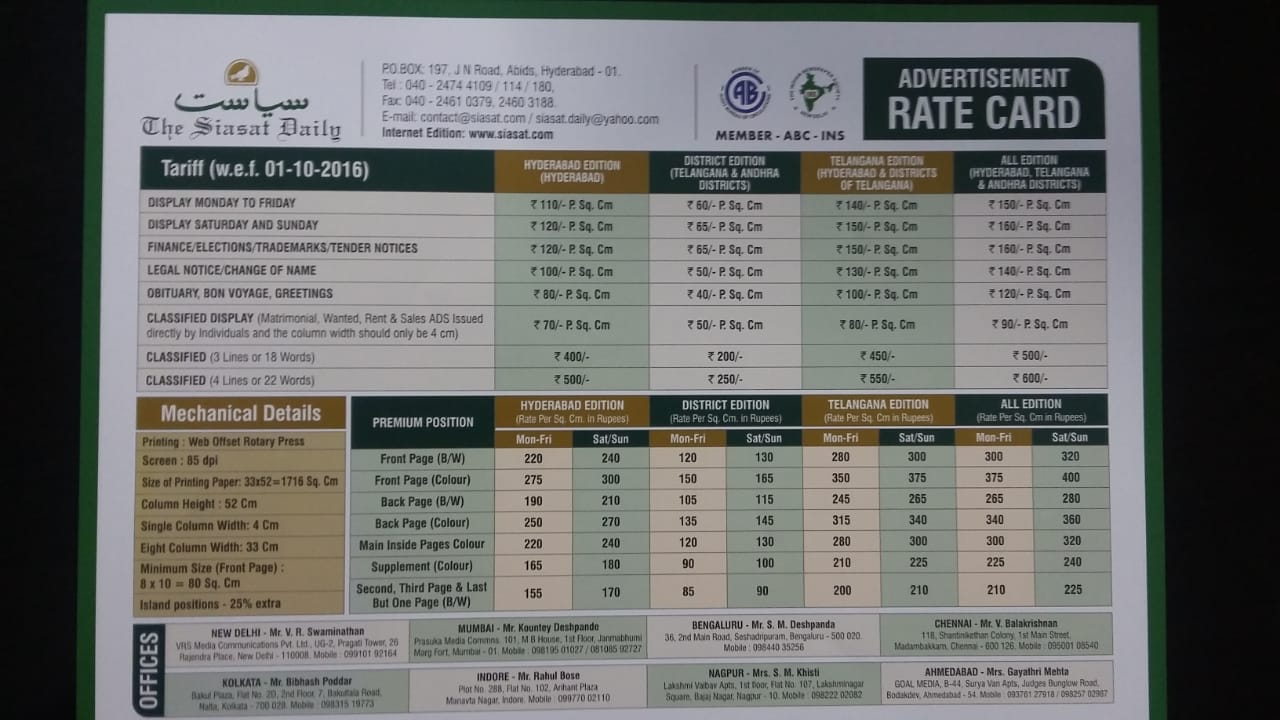 سیاست
The Siasat Daily
P.O.BOX: 197, J N Road, Abids, Hyderabad - 01.
Tel : 040 - 2474 4109 / 114 / 180,
Fax: 040 - 2461 0379, 2460 3188.
E-mail: contact@siasat.com / siasat.daily@yahoo.com
Internet Edition: www.siasat.com
MEMBER - ABC - INS
ADVERTISEMENT
RATE CARD
Tariff (w.e.f. 01-10-2016)
HYDERABAD EDITION
(HYDERABAD)
DISTRICT EDITION
(TELANGANA & ANDHRA
DISTRICTS)
TELANGANA EDITION
(HYDERABAD & DISTRICTS
OF TELANGANA)
ALL EDITION
(HYDERABAD, TELANGANA
& ANDHRA DISTRICTS)
DISPLAY MONDAY TO FRIDAY ₹ 110/- P. Sq. Cm ₹ 60/- P. Sq. Cm ₹ 140/- P. Sq. Cm ₹ 150/- P. Sq. Cm
DISPLAY SATURDAY AND SUNDAY ₹ 120/- P. Sq. Cm ₹ 65/- P. Sq. Cm ₹ 150/- P. Sq. Cm ₹ 160/- P. Sq. Cm
FINANCE/ELECTIONS/TRADEMARKS/TENDER NOTICES ₹ 120/- P. Sq. Cm ₹ 65/- P. Sq. Cm ₹ 150/- P. Sq. Cm ₹ 160/- P. Sq. Cm
LEGAL NOTICE/CHANGE OF NAME ₹ 100/- P. Sq. Cm ₹ 50/- P. Sq. Cm ₹ 130/- P. Sq. Cm ₹ 140/- P. Sq. Cm
OBITUARY, BON VOYAGE, GREETINGS ₹ 80/- P. Sq. Cm ₹ 40/- P. Sq. Cm ₹ 100/- P. Sq. Cm ₹ 120/- P. Sq. Cm
CLASSIFIED DISPLAY (Matrimonial, Wanted, Rent & Sales ADS Issued
directly by Individuals and the column width should only be 4 cm) ₹ 70/- P. Sq. Cm ₹ 50/- P. Sq. Cm ₹ 80/- P. Sq. Cm ₹ 90/- P. Sq. Cm
CLASSIFIED (3 Lines or 18 Words) ₹ 400/- ₹ 200/- ₹ 450/- ₹ 500/-
CLASSIFIED (4 Lines or 22 Words) ₹ 500/- ₹ 250/- ₹ 550/- ₹ 600/-
Mechanical Details
Printing : Web Offset Rotary Press
Screen : 85 dpi
Size of Printing Paper: 33x52=1716 Sq. Cm
Column Height : 52 Cm
Single Column Width: 4 Cm
Eight Column Width: 33 Cm
Minimum Size (Front Page) :
8 x 10 = 80 Sq. Cm
Island positions - 25% extra
PREMIUM POSITION
HYDERABAD EDITION
(Rate Per Sq. Cm. in Rupees)
DISTRICT EDITION
(Rate Per Sq. Cm in Rupees)
TELANGANA EDITION
(Rate Per Sq. Cm in Rupees)
ALL EDITION
(Rate Per Sq. Cm in Rupees)
Mon-Fri Sat/Sun Mon-Fri Sat/Sun Mon-Fri Sat/Sun Mon-Fri Sat/Sun
Front Page (B/W) 220 240 120 130 280 300 300 320
Front Page (Colour) 275 300 150 165 350 375 375 400
Back Page (B/W) 190 210 105 115 245 265 265 280
Back Page (Colour) 250 270 135 145 315 340 340 360
Main Inside Pages Colour 220 240 120 130 280 300 300 320
Supplement (Colour) 165 180 90 100 210 225 225 240
Second, Third Page & Last
But One Page (B/W) 155 170 85 90 200 210 210 225
OFFICES
NEW DELHI - Mr. V. R. Swaminathan
VRS Media Communications Pvt. Ltd., UG-2, Pragati Tower, 26
Rajendra Place, New Delhi - 110008. Mobile : 099101 92164
MUMBAI - Mr. Kountey Deshpande
Prasuka Media Commns. 101, M B House, 1st Floor, Janmabhumi
Marg Fort, Mumbai - 01. Mobile : 098195 01027 / 081085 92727
BENGALURU - Mr. S. M. Deshpanda
36, 2nd Main Road, Seshadripuram, Bengaluru - 500 020.
Mobile : 098440 35256
CHENNAI - Mr. V. Balakrishnan
118, Shantinikethan Colony, 1st Main Street,
Madambakkam, Chennai - 600 126. Mobile : 095001 08540
KOLKATA - Mr. Bibhash Poddar
Bakul Plaza, Flat No. 2D, 2nd Floor, 7, Bakultala Road,
Kolkata - 700 028. Mobile : 098315 19773
INDORE - Mr. Rahul Bose
Plot No. 288, Flat No. 102, Arihant Plaza
Manavta Nagar, Indore. Mobile : 099770 02110
NAGPUR - Mrs. S. M. Khisti
Lakshmi Vaibav Apts, 1st floor, Flat No. 107, Lakshminagar
Square, Bajaj Nagar, Nagpur - 10. Mobile : 098222 02082
AHMEDABAD - Mrs. Gayathri Mehta
GOAL MEDIA, B-44, Surya Van Apts, Judges Bunglow Road,
Bodakdev, Ahmedabad - 54. Mobile : 093761 27918 / 098257 02987